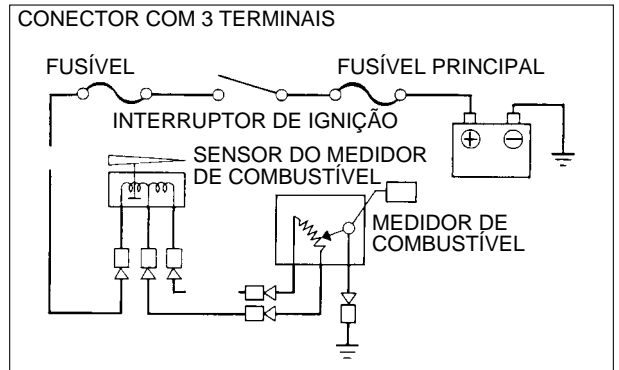 CONECTOR COM 3 TERMINAIS
FUSÍVEL
FUSÍVEL PRINCIPAL
INTERRUPTOR DE IGNIÇÃO
SENSOR DO MEDIDOR
DE COMBUSTÍVEL
MEDIDOR DE
COMBUSTÍVEL